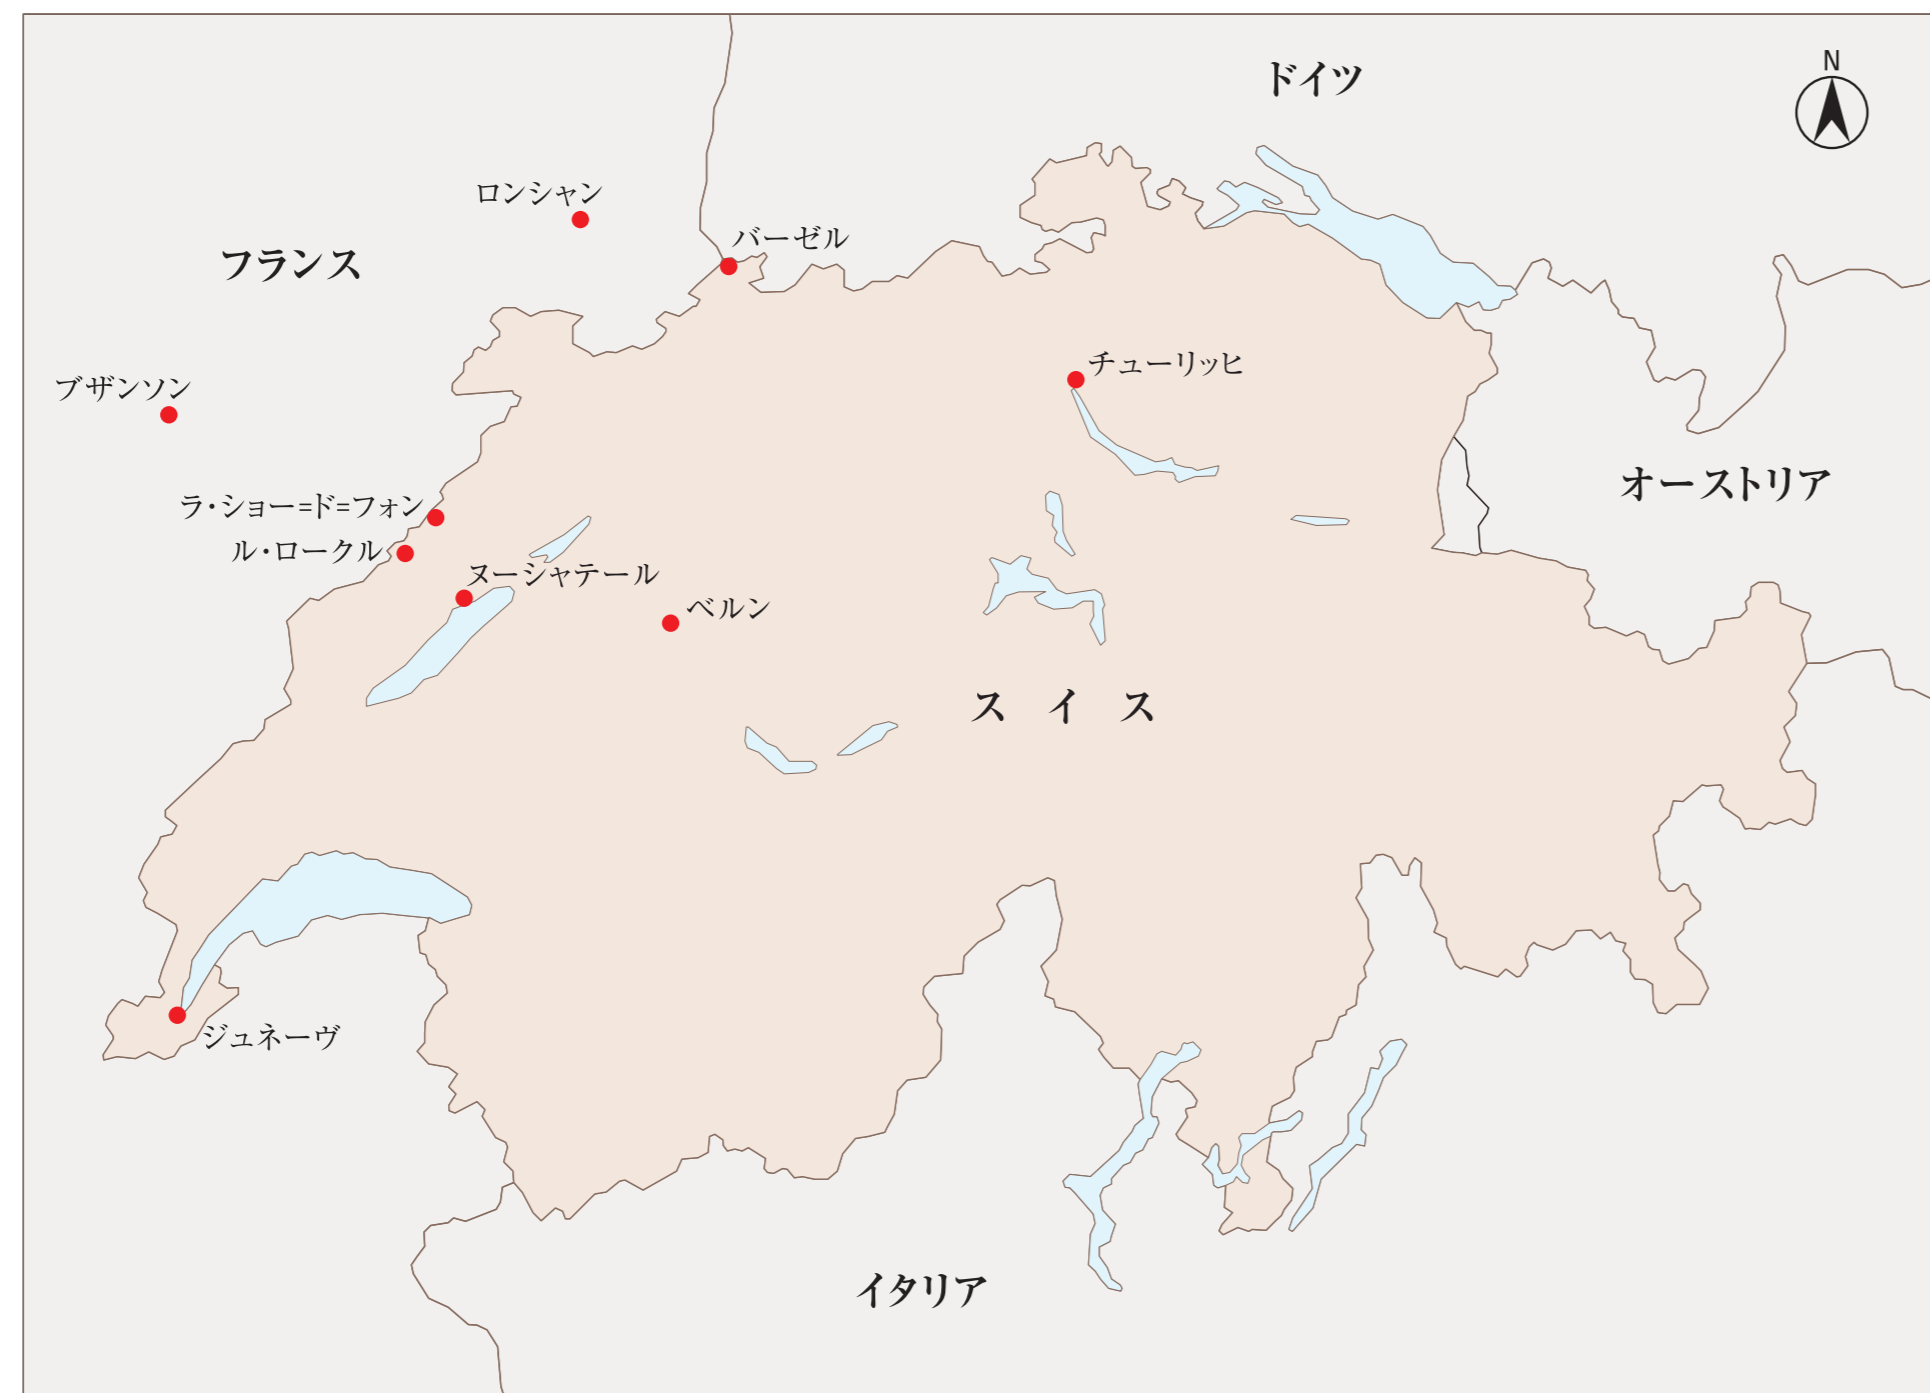 N
ドイツ
ロンシャン
バーゼル
フランス
チューリッヒ
ブザンソン
オーストリア
ラ・ショー=ド=フォン
ル・ロークル
ヌーシャテール
ベルン
スイス
ジュネーヴ
イタリア